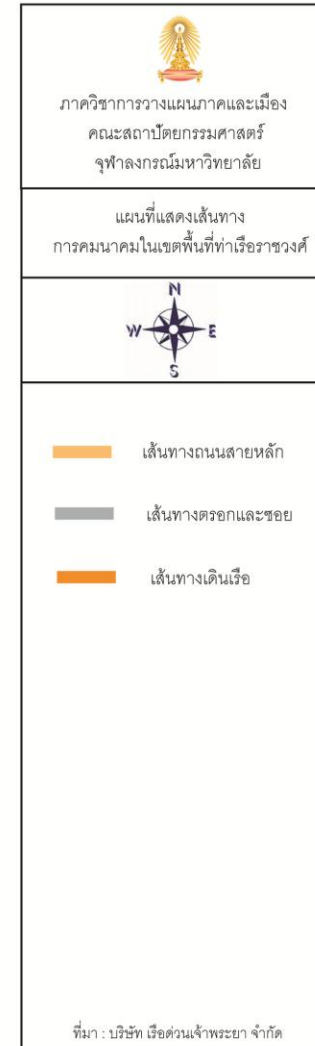 ภาควิชาการวางแผนภาคและเมือง
คณะสถาปัตยกรรมศาสตร์
จุฬาลงกรณ์มหาวิทยาลัย
แผนที่แสดงเส้นทาง
การคมนาคมในเขตพื้นที่ท่าเรือราชวงศ์
N
W E
S
เส้นทางถนนสายหลัก
เส้นทางตรอกและซอย
เส้นทางเดินเรือ
ที่มา : บริษัท เรือด่วนเจ้าพระยา จำกัด